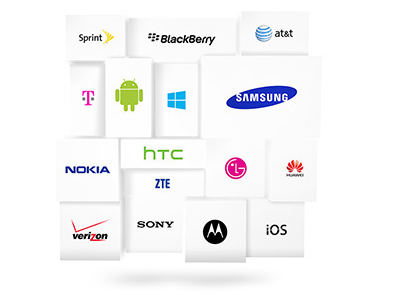 Sprint
BlackBerry
at&t
T
SAMSUNG
hTC
NOKIA
ZTE
LG
HUAWEI
verizon
SONY
M
iOS